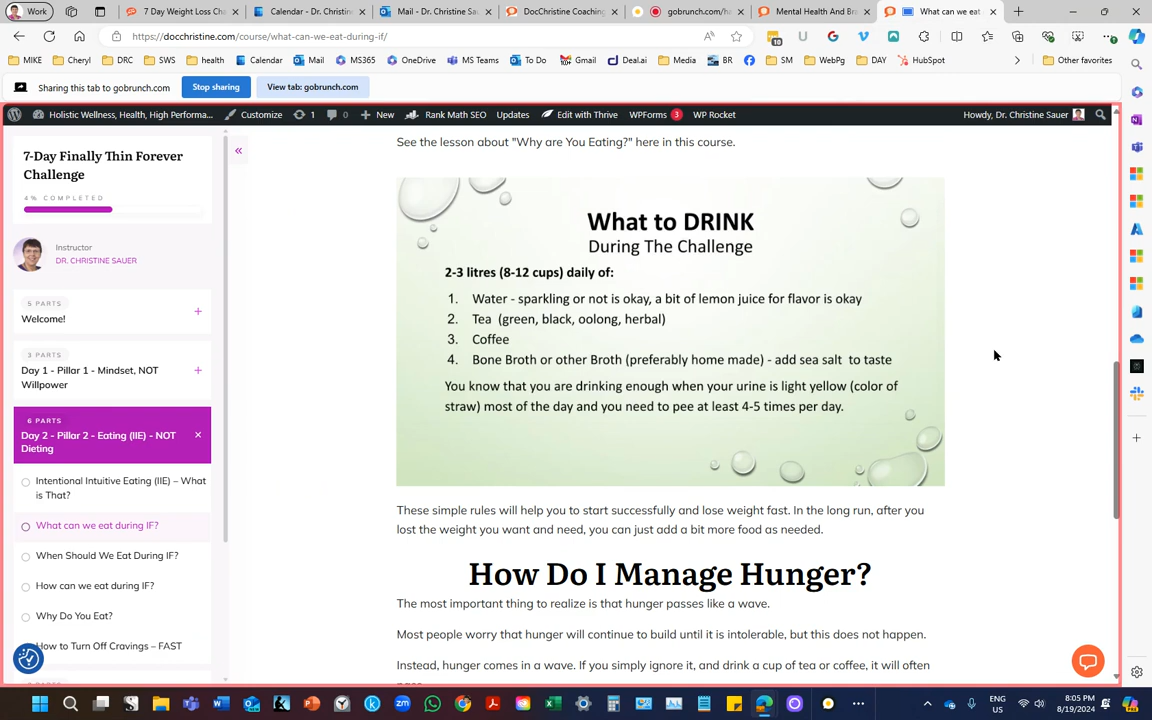 Work
7 Day Weight Loss Cha
Calendar - Dr. Christine
Mail - Dr. Christine Sau
DocChristine Coaching
gobrunch.com/h
Mental Health And Bra
What can we eat
https://docchristine.com/course/what-can-we-eat-during-if/
10
MIKE
Cheryl
DRC
SWS
health
Calendar
Mail
MS365
OneDrive
MS Teams
To Do
Gmail
Deal.ai
Media
BR
SM
WebPg
DAY
HubSpot
Other favorites
Sharing this tab to gobrunch.com
Stop sharing
View tab: gobrunch.com
Holistic Wellness, Health, High Performa...
Customize
1
0
New
Rank Math SEO
Updates
Edit with Thrive
WPForms 3
WP Rocket
Howdy, Dr. Christine Sauer
7-Day Finally Thin Forever
Challenge
4% COMPLETED
Instructor
DR. CHRISTINE SAUER
5 PARTS
Welcome!
3 PARTS
Day 1 - Pillar 1 - Mindset, NOT
Willpower
6 PARTS
Day 2 - Pillar 2 - Eating (IIE) - NOT
Dieting
Intentional Intuitive Eating (IIE) – What
is That?
What can we eat during IF?
When Should We Eat During IF?
How can we eat during IF?
Why Do You Eat?
How to Turn Off Cravings – FAST
See the lesson about "Why are You Eating?" here in this course.
What to DRINK
During The Challenge
2-3 litres (8-12 cups) daily of:
1. Water - sparkling or not is okay, a bit of lemon juice for flavor is okay
2. Tea (green, black, oolong, herbal)
3. Coffee
4. Bone Broth or other Broth (preferably home made) - add sea salt to taste
You know that you are drinking enough when your urine is light yellow (color of
straw) most of the day and you need to pee at least 4-5 times per day.
These simple rules will help you to start successfully and lose weight fast. In the long run, after you
lost the weight you want and need, you can just add a bit more food as needed.
How Do I Manage Hunger?
The most important thing to realize is that hunger passes like a wave.
Most people worry that hunger will continue to build until it is intolerable, but this does not happen.
Instead, hunger comes in a wave. If you simply ignore it, and drink a cup of tea or coffee, it will often
ENG
US
8:05 PM
8/19/2024